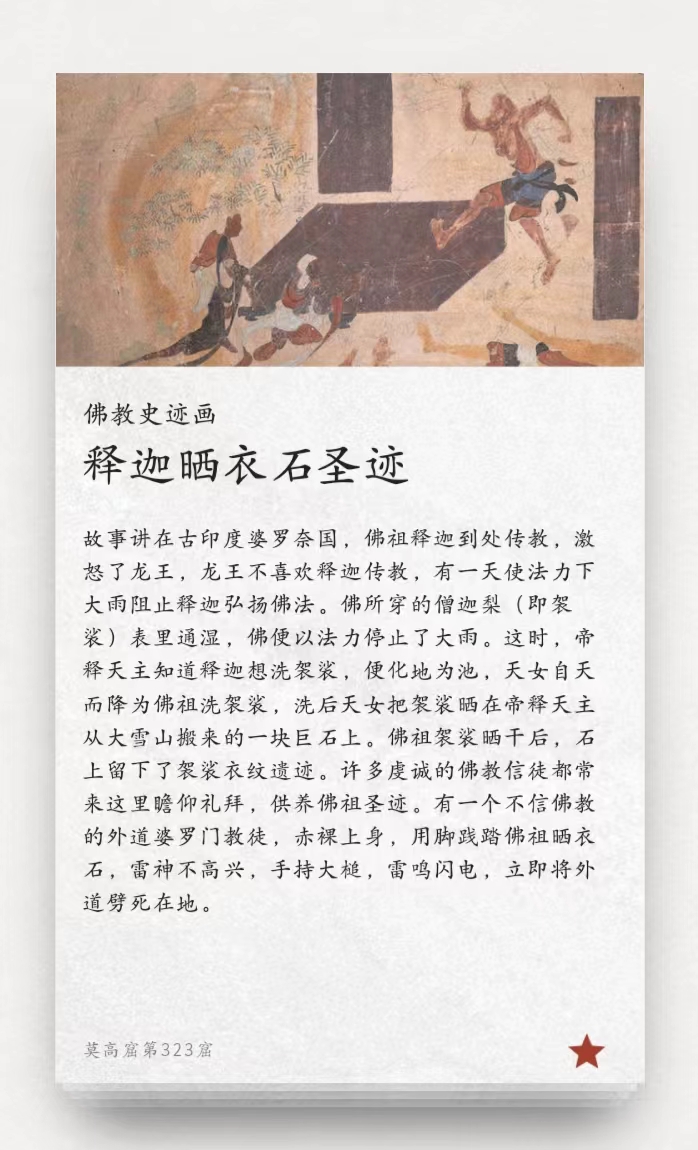 佛教史迹画
释迦晒衣石圣迹
故事讲在古印度婆罗奈国，佛祖释迦到处传教，激
怒了龙王，龙王不喜欢释迦传教，有一天使法力下
大雨阻止释迦弘扬佛法。佛所穿的僧迦梨（即袈
裟）表里通湿，佛便以法力停止了大雨。这时，帝
释天主知道释迦想洗袈裟，便化地为池，天女自天
而降为佛祖洗袈裟，洗后天女把袈裟晒在帝释天主
从大雪山搬来的一块巨石上。佛祖袈裟晒干后，石
上留下了袈裟衣纹遗迹。许多虔诚的佛教信徒都常
来这里瞻仰礼拜，供养佛祖圣迹。有一个不信佛教
的外道婆罗门教徒，赤裸上身，用脚践踏佛祖晒衣
石，雷神不高兴，手持大槌，雷鸣闪电，立即将外
道劈死在地。
莫高窟第323窟